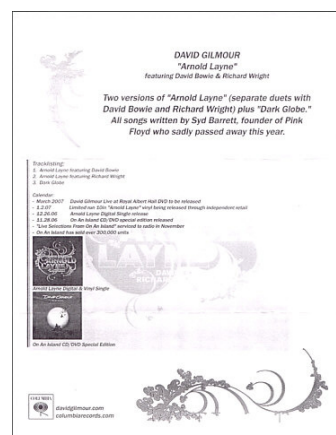 DAVID GILMOUR
"Arnold Layne"
featuring David Bowie & Richard Wright
Two versions of "Arnold Layne" (separate duets with
David Bowie and Richard Wright) plus "Dark Globe."
All songs written by Syd Barrett, founder of Pink
Floyd who sadly passed away this year.
Tracklisting:
1. Arnold Layne featuring David Bowie
2. Arnold Layne featuring Richard Wright
3. Dark Globe
Calendar:
- March 2007 David Gilmour Live at Royal Albert Hall DVD to be released
- 1.2.07 Limited-run 10in "Arnold Layne" vinyl being released through independent retail
- 12.26.06 Arnold Layne Digital Single release
- 11.28.06 On An Island CD/DVD special edition released
- "Live Selections From On An Island" serviced to radio in November
- On An Island has sold over 300,000 units
ARNOLD
LAYNE
Arnold Layne Digital & Vinyl Single
On An Island CD/DVD Special Edition
COLUMBIA
davidgilmour.com
columbiarecords.com